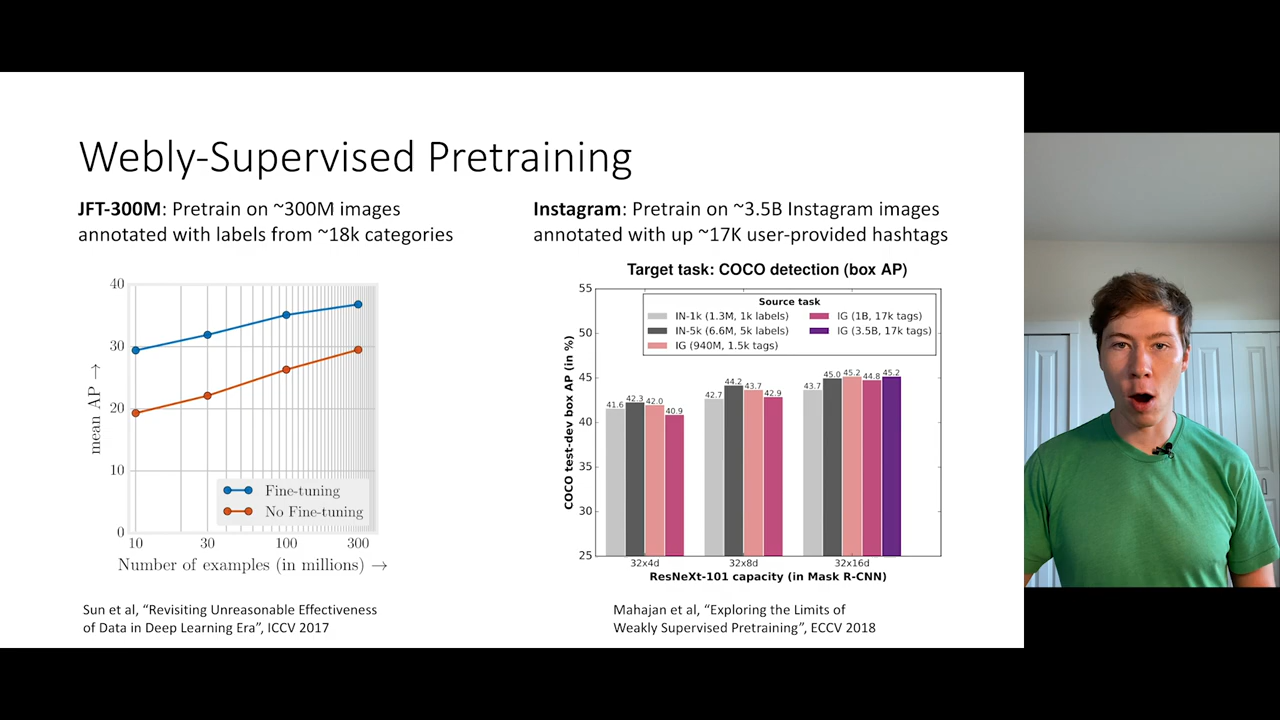 Webly-Supervised Pretraining
JFT-300M: Pretrain on ~300M images
annotated with labels from ~18k categories
40
30
20
10
0
mean AP →
Fine-tuning
No Fine-tuning
10 30 100 300
Number of examples (in millions) →
Sun et al, “Revisiting Unreasonable Effectiveness
of Data in Deep Learning Era”, ICCV 2017
Instagram: Pretrain on ~3.5B Instagram images
annotated with up ~17K user-provided hashtags
Target task: COCO detection (box AP)
55
50
45
40
35
30
25
COCO test-dev box AP (in %)
Source task
IN-1k (1.3M, 1k labels)
IN-5k (6.6M, 5k labels)
IG (940M, 1.5k tags)
IG (1B, 17k tags)
IG (3.5B, 17k tags)
41.6 42.3 42.0 40.9
42.7 44.2 43.7 42.9
43.7 45.0 45.2 44.8 45.2
32x4d 32x8d 32x16d
ResNeXt-101 capacity (in Mask R-CNN)
Mahajan et al, “Exploring the Limits of
Weakly Supervised Pretraining”, ECCV 2018